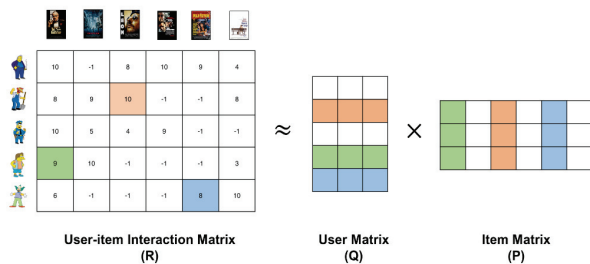 10 -1 8 10 9 4
8 9 10 -1 -1 8
10 5 4 9 -1 -1
9 10 -1 -1 -1 3
6 -1 -1 -1 8 10
≈
×
User-item Interaction Matrix
(R)
User Matrix
(Q)
Item Matrix
(P)